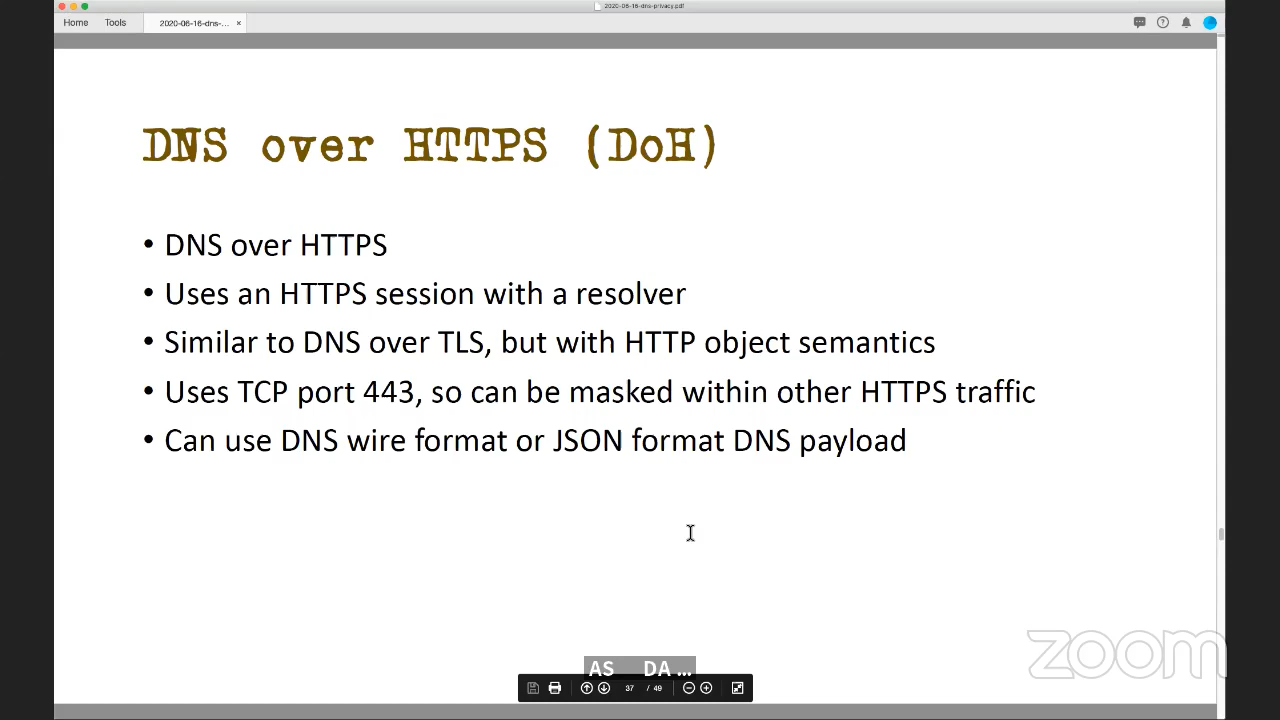 2020-06-16-dns-privacy.pdf
Home Tools 2020-06-16-dns-... ×
DNS over HTTPS (DoH)
• DNS over HTTPS
• Uses an HTTPS session with a resolver
• Similar to DNS over TLS, but with HTTP object semantics
• Uses TCP port 443, so can be masked within other HTTPS traffic
• Can use DNS wire format or JSON format DNS payload
zoom
AS DA ...
37 / 49